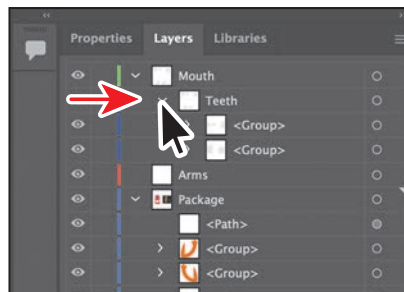 Properties Layers Libraries
Mouth
Teeth
<Group>
<Group>
Arms
Package
<Path>
<Group>
<Group>